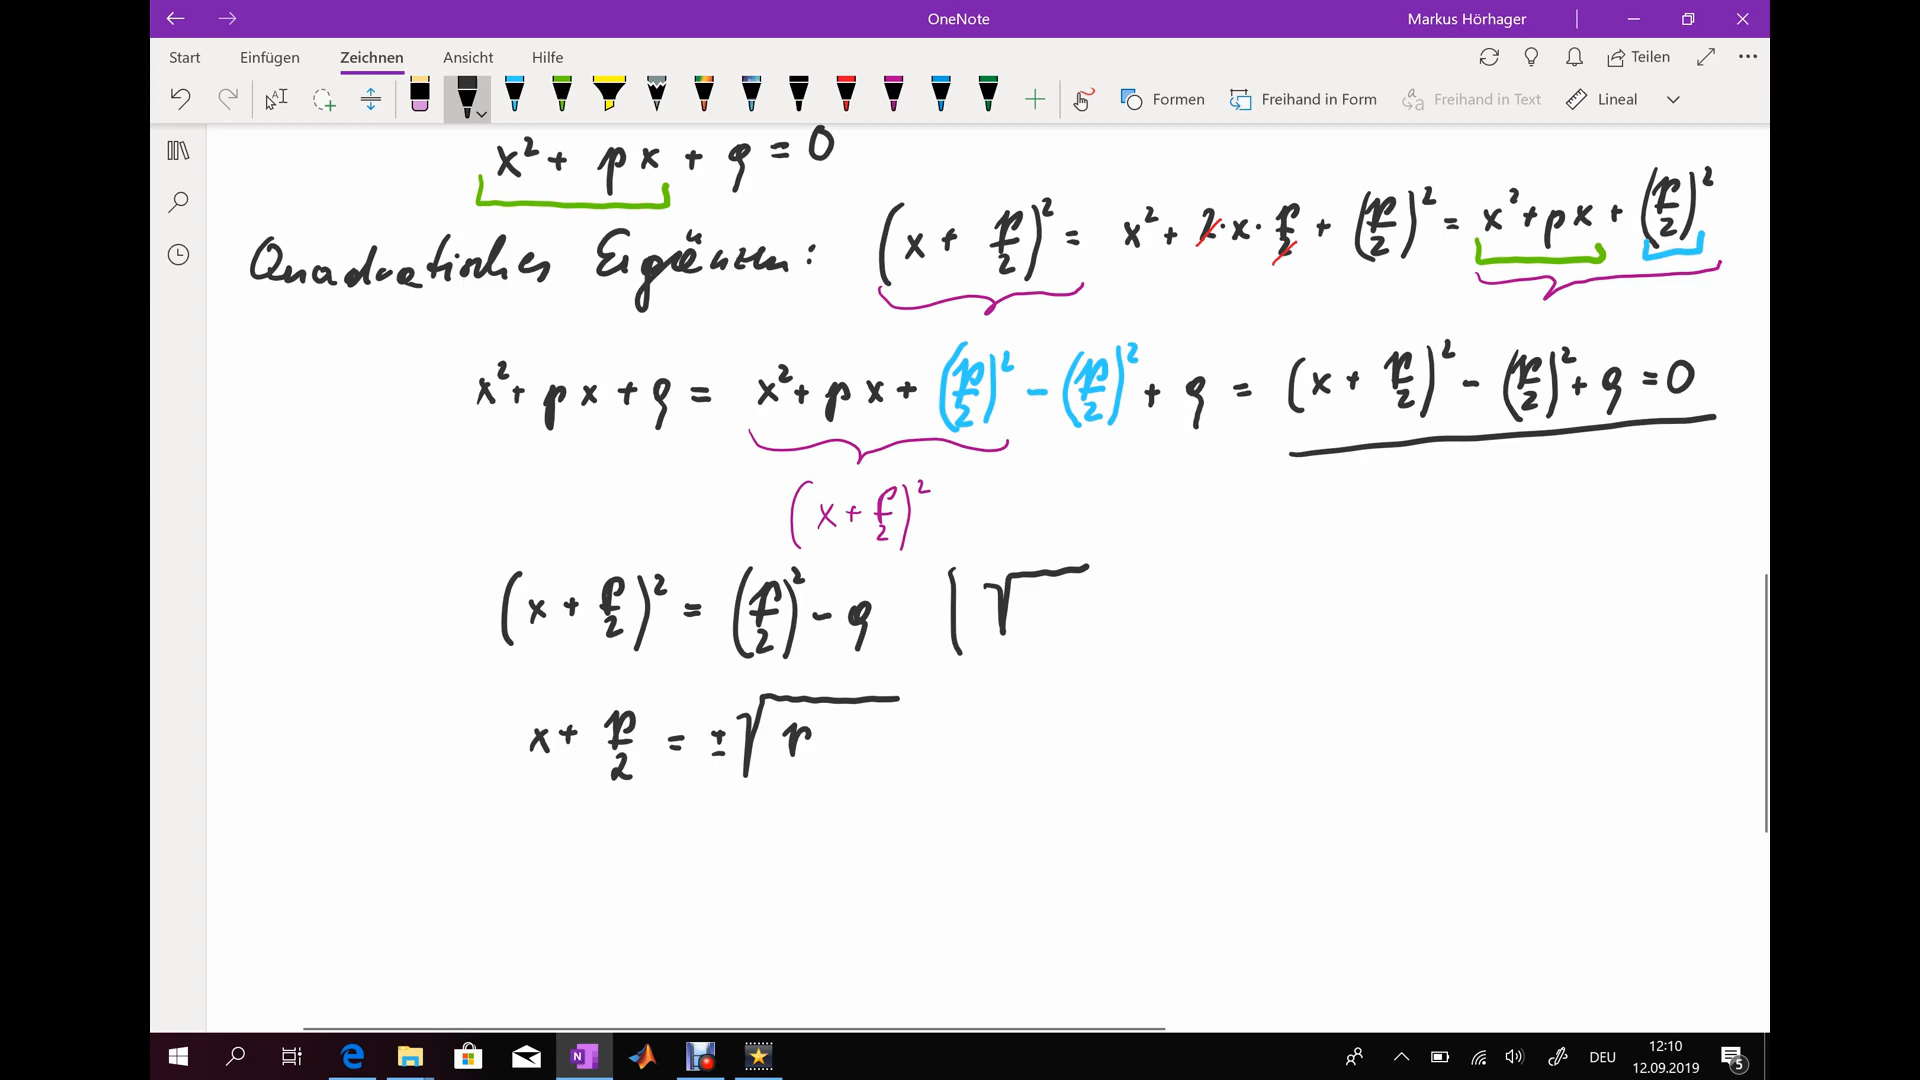 OneNote
Markus Hörhager
Start Einfügen Zeichnen Ansicht Hilfe
Teilen
Formen Freihand in Form Freihand in Text Lineal
x² + px + q = 0
Quadratisches Ergänzen: (x + p/2)² = x² + 2·x·p/2 + (p/2)² = x² + px + (p/2)²
x² + px + q = x² + px + (p/2)² - (p/2)² + q = (x + p/2)² - (p/2)² + q = 0
(x + p/2)²
(x + p/2)² = (p/2)² - q | √
x + p/2 = ±√p
DEU
12:10
12.09.2019
5